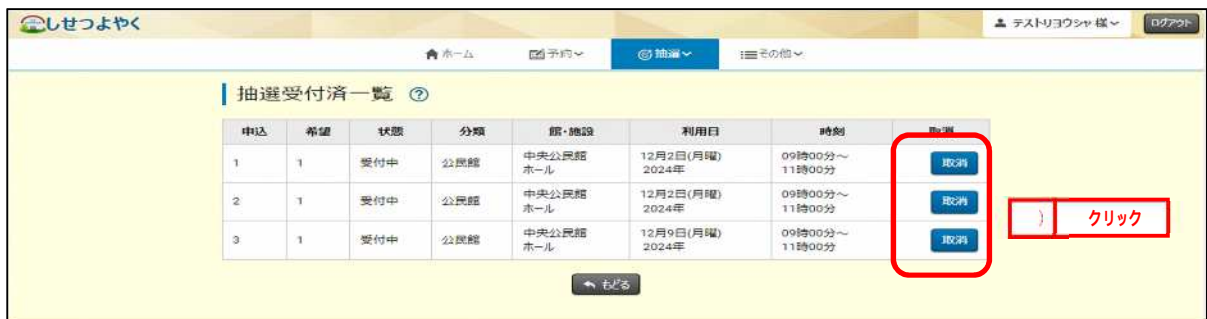 しせつよやく
テストリヨウシャ 様
ログアウト
ホーム 予約 抽選 その他
抽選受付済一覧 ?
申込 希望 状態 分類 館・施設 利用日 時刻 取消
1 1 受付中 公民館 中央公民館 12月2日(月曜) 09時00分～ 取消
ホール 2024年 11時00分
2 1 受付中 公民館 中央公民館 12月2日(月曜) 09時00分～ 取消
ホール 2024年 11時00分
3 1 受付中 公民館 中央公民館 12月9日(月曜) 09時00分～ 取消
ホール 2024年 11時00分
) クリック
もどる